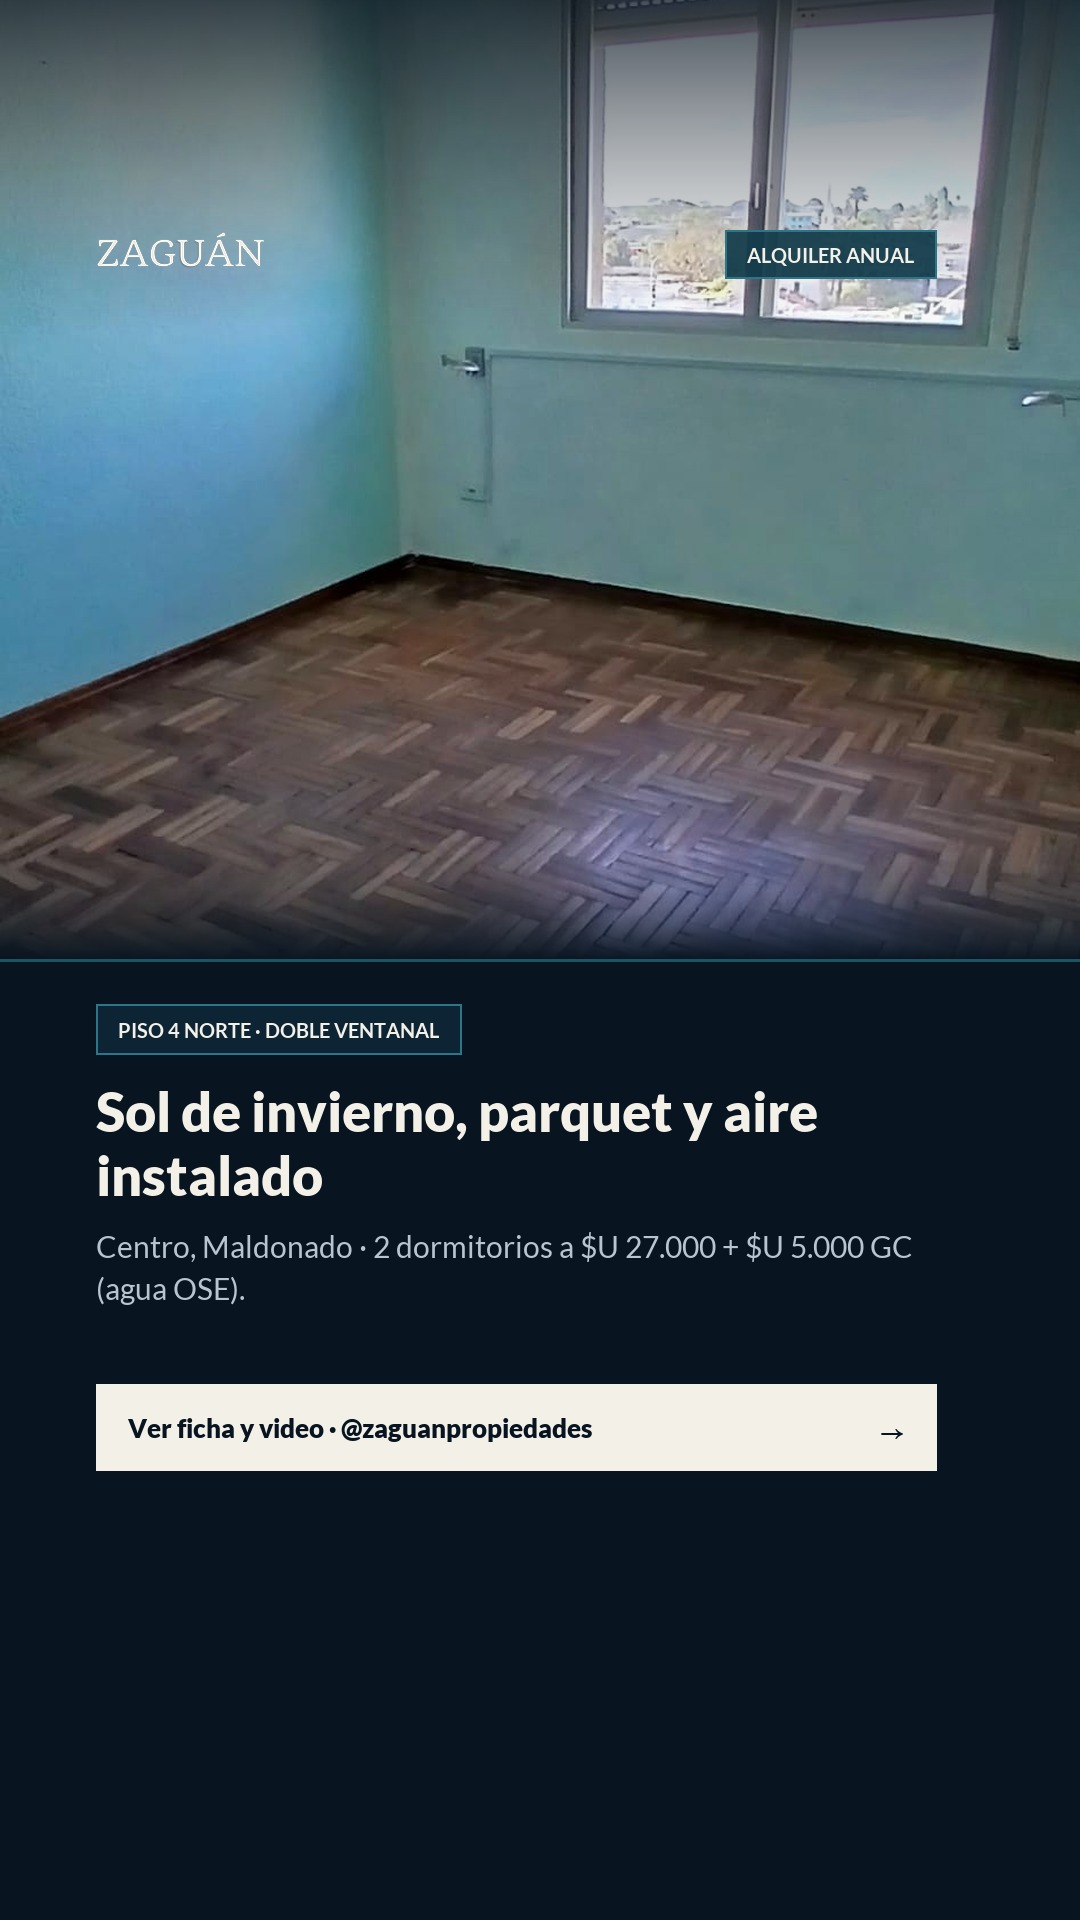 ZAGUÁN
ALQUILER ANUAL
PISO 4 NORTE · DOBLE VENTANAL
Sol de invierno, parquet y aire
instalado
Centro, Maldonado · 2 dormitorios a $U 27.000 + $U 5.000 GC
(agua OSE).
Ver ficha y video · @zaguanpropiedades →